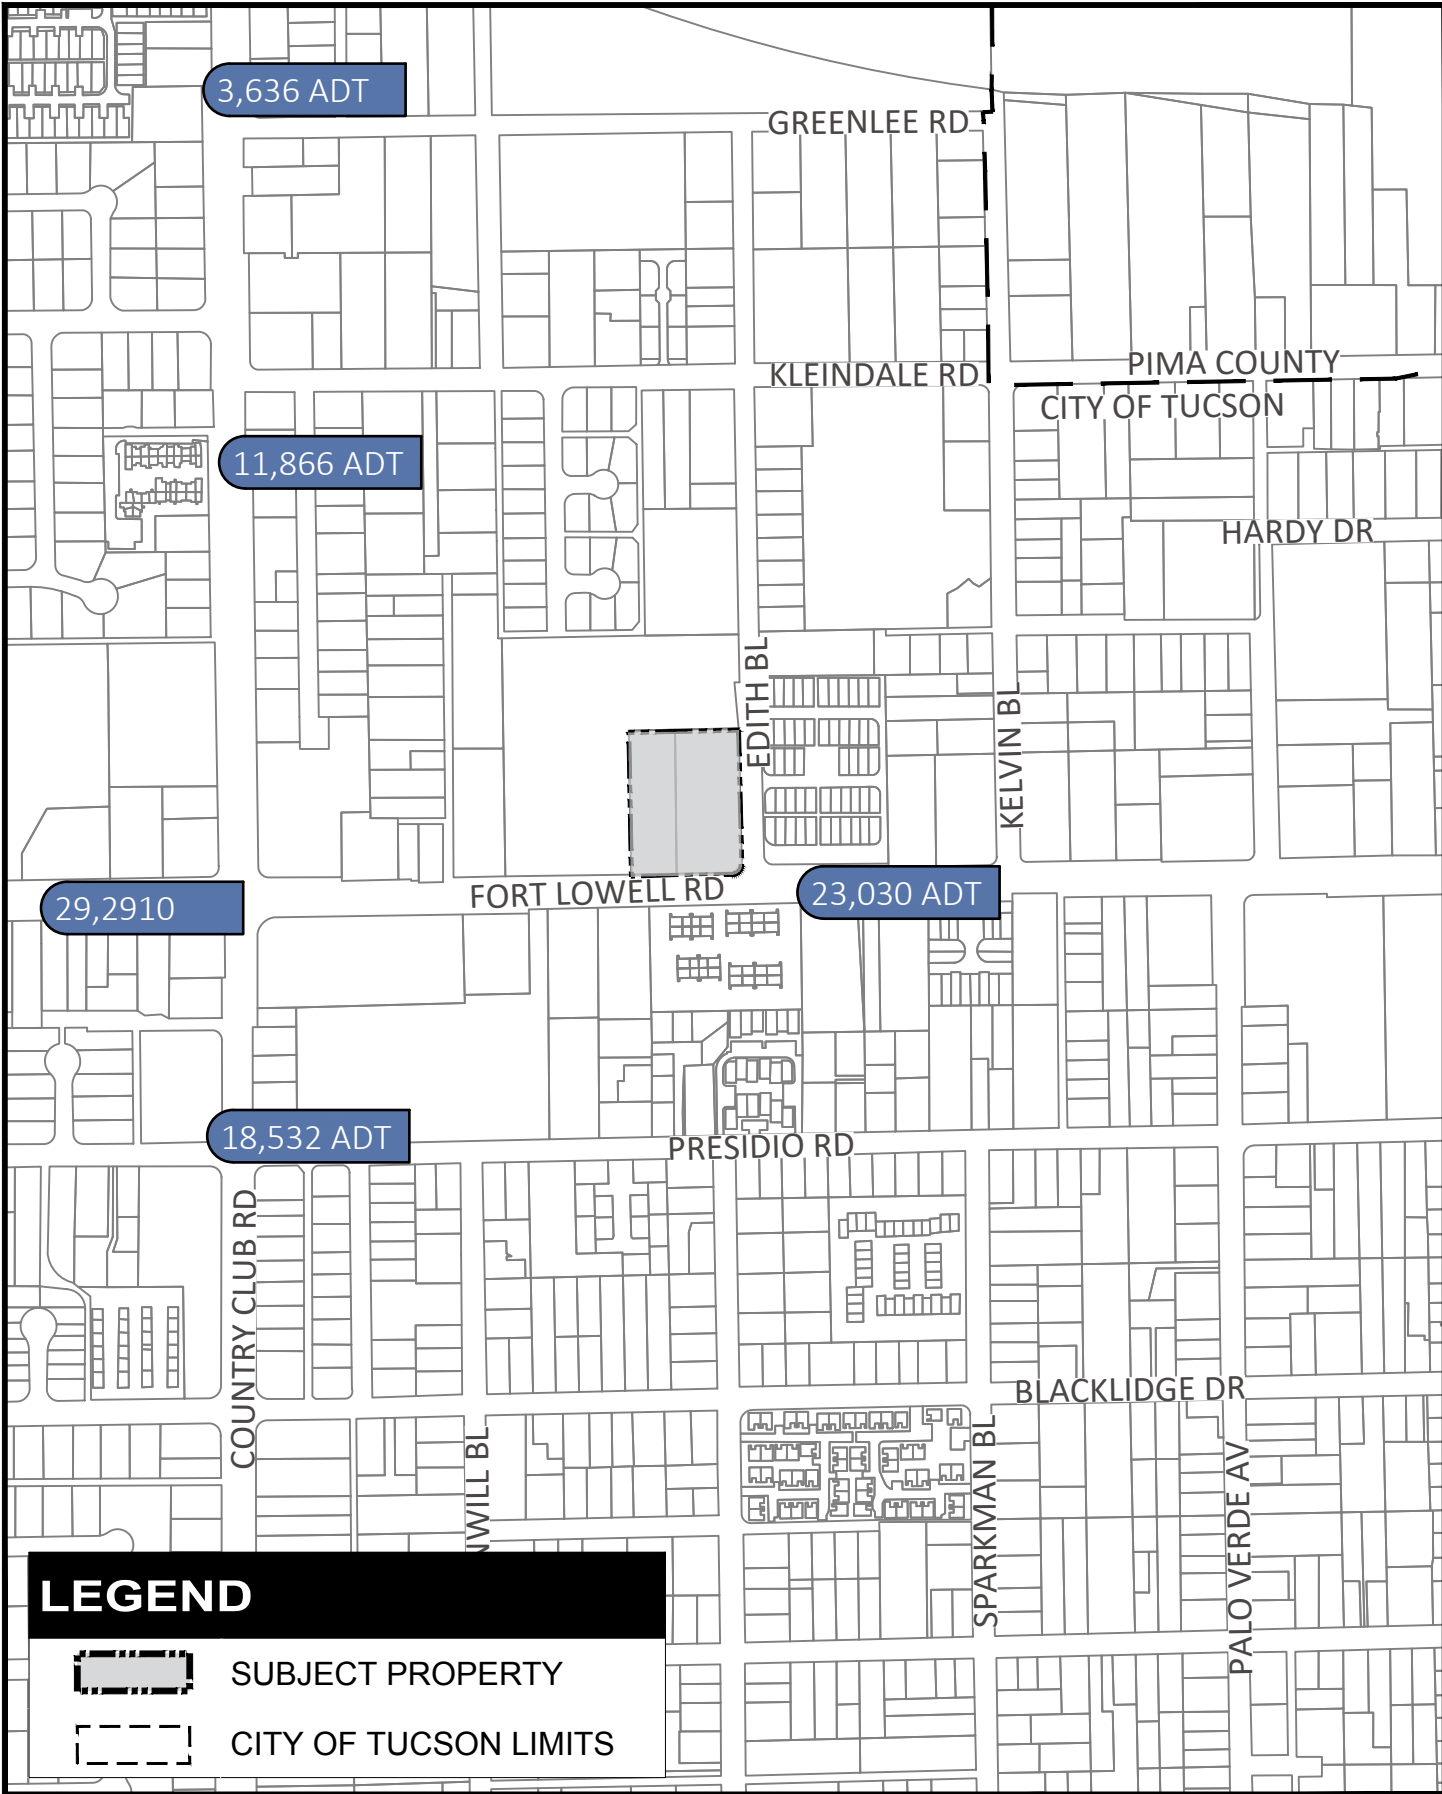 3,636 ADT
GREENLEE RD
PIMA COUNTY
KLEINDALE RD
CITY OF TUCSON
11,866 ADT
HARDY DR
EDITH BL
KELVIN BL
FORT LOWELL RD
23,030 ADT
29,2910
18,532 ADT
PRESIDIO RD
COUNTRY CLUB RD
BLACKLIDGE DR
NWILL BL
SPARKMAN BL
PALO VERDE AV
LEGEND
SUBJECT PROPERTY
CITY OF TUCSON LIMITS